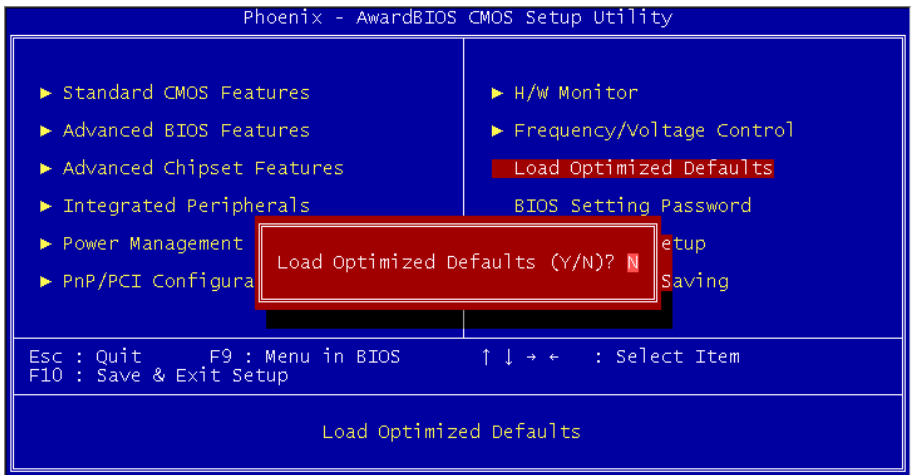 Phoenix - AwardBIOS CMOS Setup Utility
► Standard CMOS Features
► Advanced BIOS Features
► Advanced Chipset Features
► Integrated Peripherals
► Power Management
► PnP/PCI Configura
► H/W Monitor
► Frequency/Voltage Control
Load Optimized Defaults
BIOS Setting Password
etup
Saving
Load Optimized Defaults (Y/N)? N
Esc : Quit F9 : Menu in BIOS ↑ ↓ → ← : Select Item
F10 : Save & Exit Setup
Load Optimized Defaults